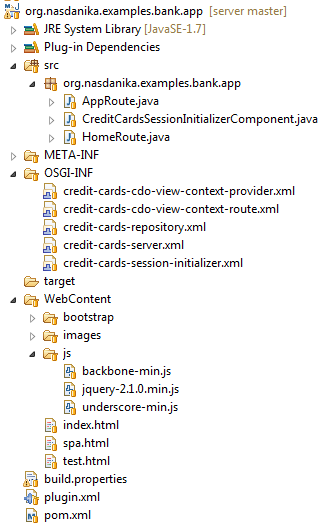 org.nasdanika.examples.bank.app [server master]
JRE System Library [JavaSE-1.7]
Plug-in Dependencies
src
org.nasdanika.examples.bank.app
AppRoute.java
CreditCardsSessionInitializerComponent.java
HomeRoute.java
META-INF
OSGI-INF
credit-cards-cdo-view-context-provider.xml
credit-cards-cdo-view-context-route.xml
credit-cards-repository.xml
credit-cards-server.xml
credit-cards-session-initializer.xml
target
WebContent
bootstrap
images
js
backbone-min.js
jquery-2.1.0.min.js
underscore-min.js
index.html
spa.html
test.html
build.properties
plugin.xml
pom.xml